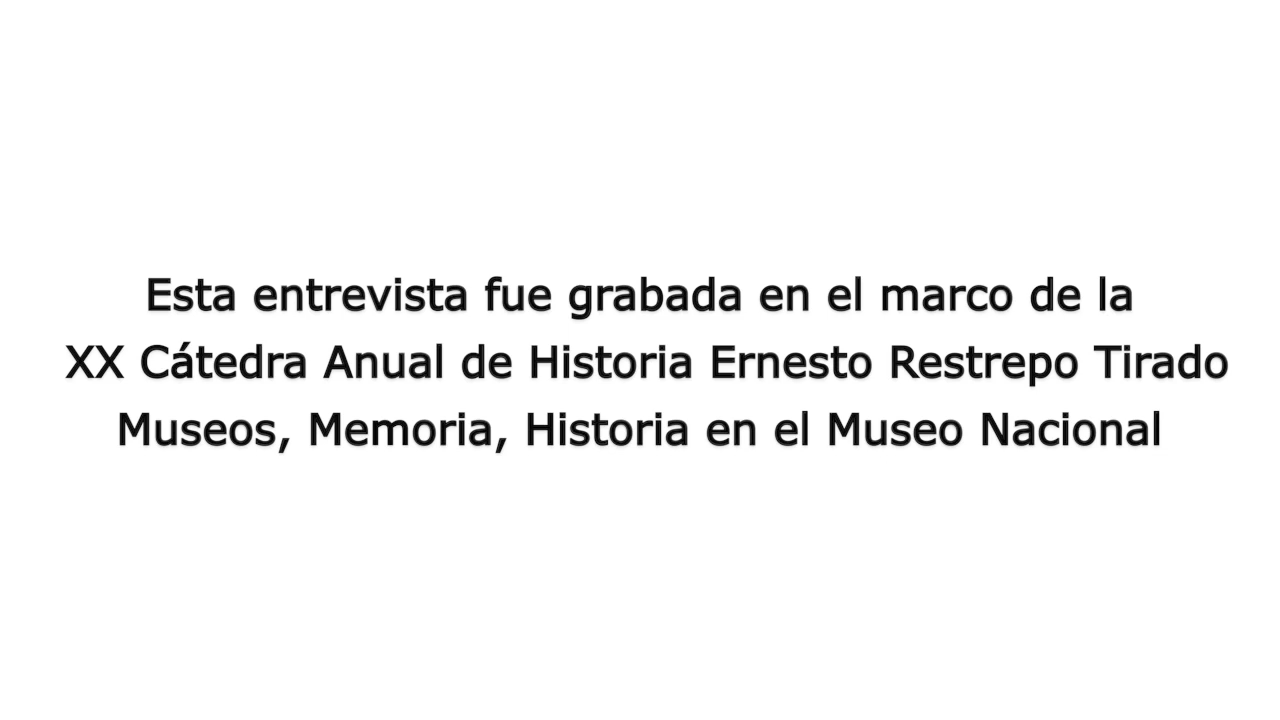 Esta entrevista fue grabada en el marco de la
XX Cátedra Anual de Historia Ernesto Restrepo Tirado
Museos, Memoria, Historia en el Museo Nacional